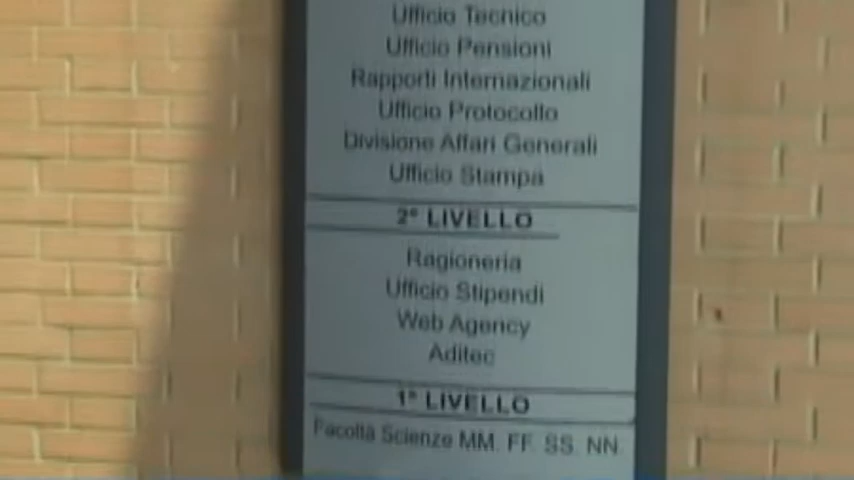 Ufficio Tecnico
Ufficio Pensioni
Rapporti Internazionali
Ufficio Protocollo
Divisione Affari Generali
Ufficio Stampa
2° LIVELLO
Ragioneria
Ufficio Stipendi
Web Agency
Aditec
1° LIVELLO
Facoltà Scienze MM. FF. SS. NN.